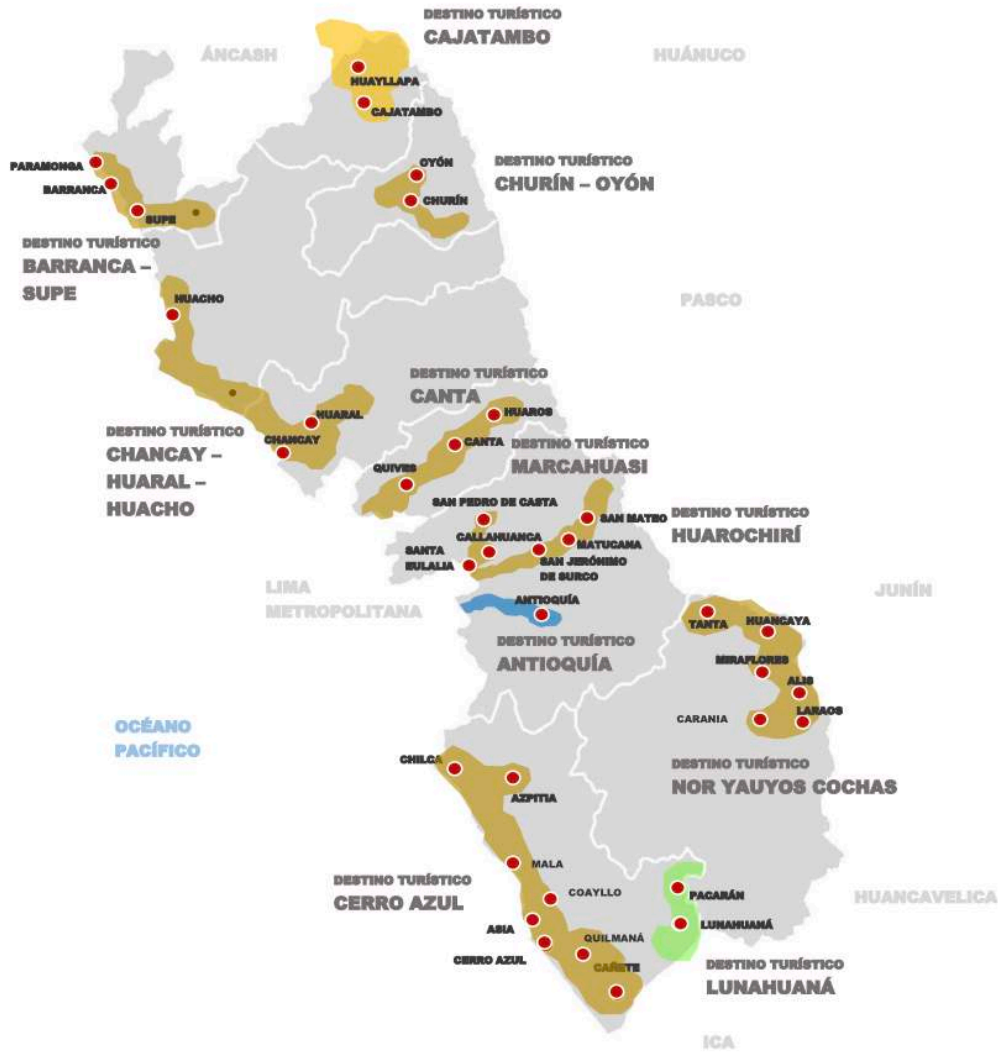 DESTINO TURÍSTICO
CAJATAMBO
ÁNCASH
HUÁNUCO
HUAYLLAPA
CAJATAMBO
PARAMONGA
BARRANCA
SUPE
OYÓN
CHURÍN
DESTINO TURÍSTICO
CHURÍN – OYÓN
DESTINO TURÍSTICO
BARRANCA –
SUPE
HUACHO
PASCO
DESTINO TURÍSTICO
CANTA
HUARAL
CHANCAY
DESTINO TURÍSTICO
CHANCAY –
HUARAL –
HUACHO
HUAROS
CANTA
QUIVES
DESTINO TURÍSTICO
MARCAHUASI
SAN PEDRO DE CASTA
CALLAHUANCA
SANTA
EULALIA
SAN MATEO
MATUCANA
SAN JERÓNIMO
DE SURCO
DESTINO TURÍSTICO
HUAROCHIRÍ
LIMA
METROPOLITANA
JUNÍN
ANTIOQUÍA
DESTINO TURÍSTICO
ANTIOQUÍA
TANTA
HUANCAYA
MIRAFLORES
ALIS
CARANIA
LARAOS
OCÉANO
PACÍFICO
DESTINO TURÍSTICO
NOR YAUYOS COCHAS
CHILCA
AZPITIA
MALA
COAYLLO
DESTINO TURÍSTICO
CERRO AZUL
ASIA
CERRO AZUL
QUILMANÁ
CAÑETE
PACARÁN
LUNAHUANÁ
HUANCAVELICA
DESTINO TURÍSTICO
LUNAHUANÁ
ICA